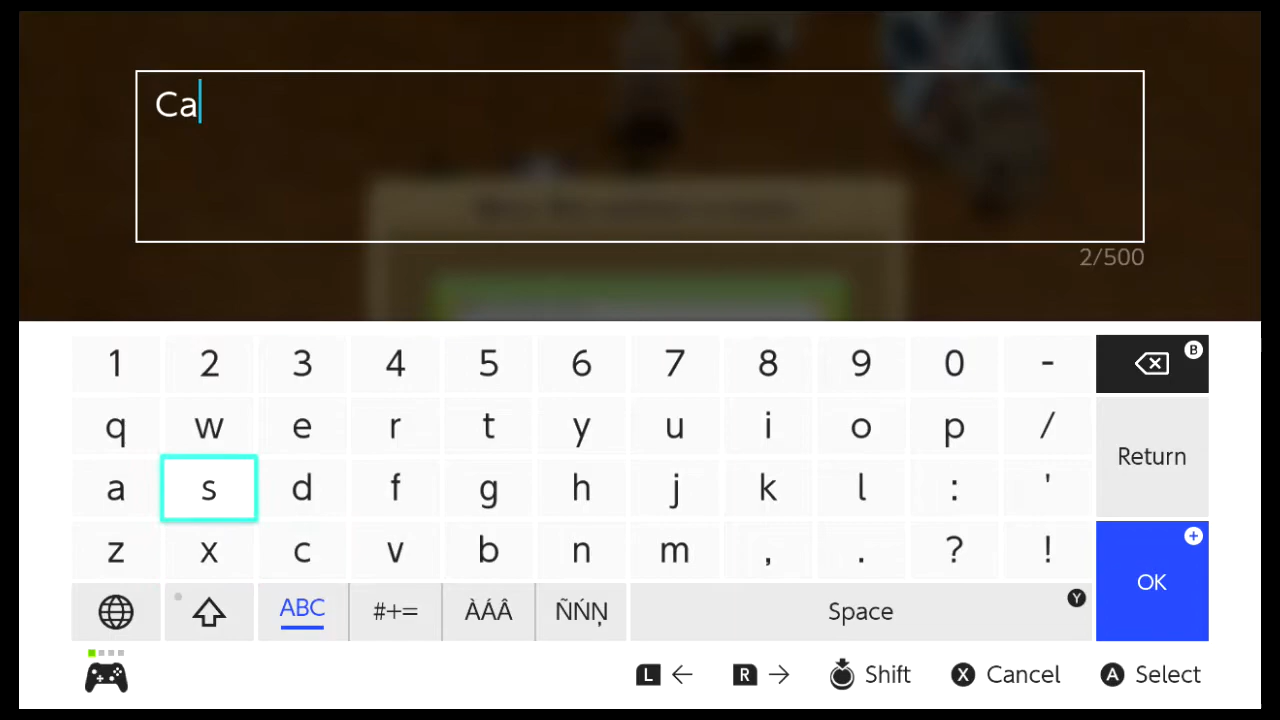 Ca
2/500
1 2 3 4 5 6 7 8 9 0 - B
q w e r t y u i o p / Return
a s d f g h j k l : '
z x c v b n m , . ? ! + OK
ABC #+= ÀÁÂ ÑŃŅ Space Y
L ← R → Shift X Cancel A Select